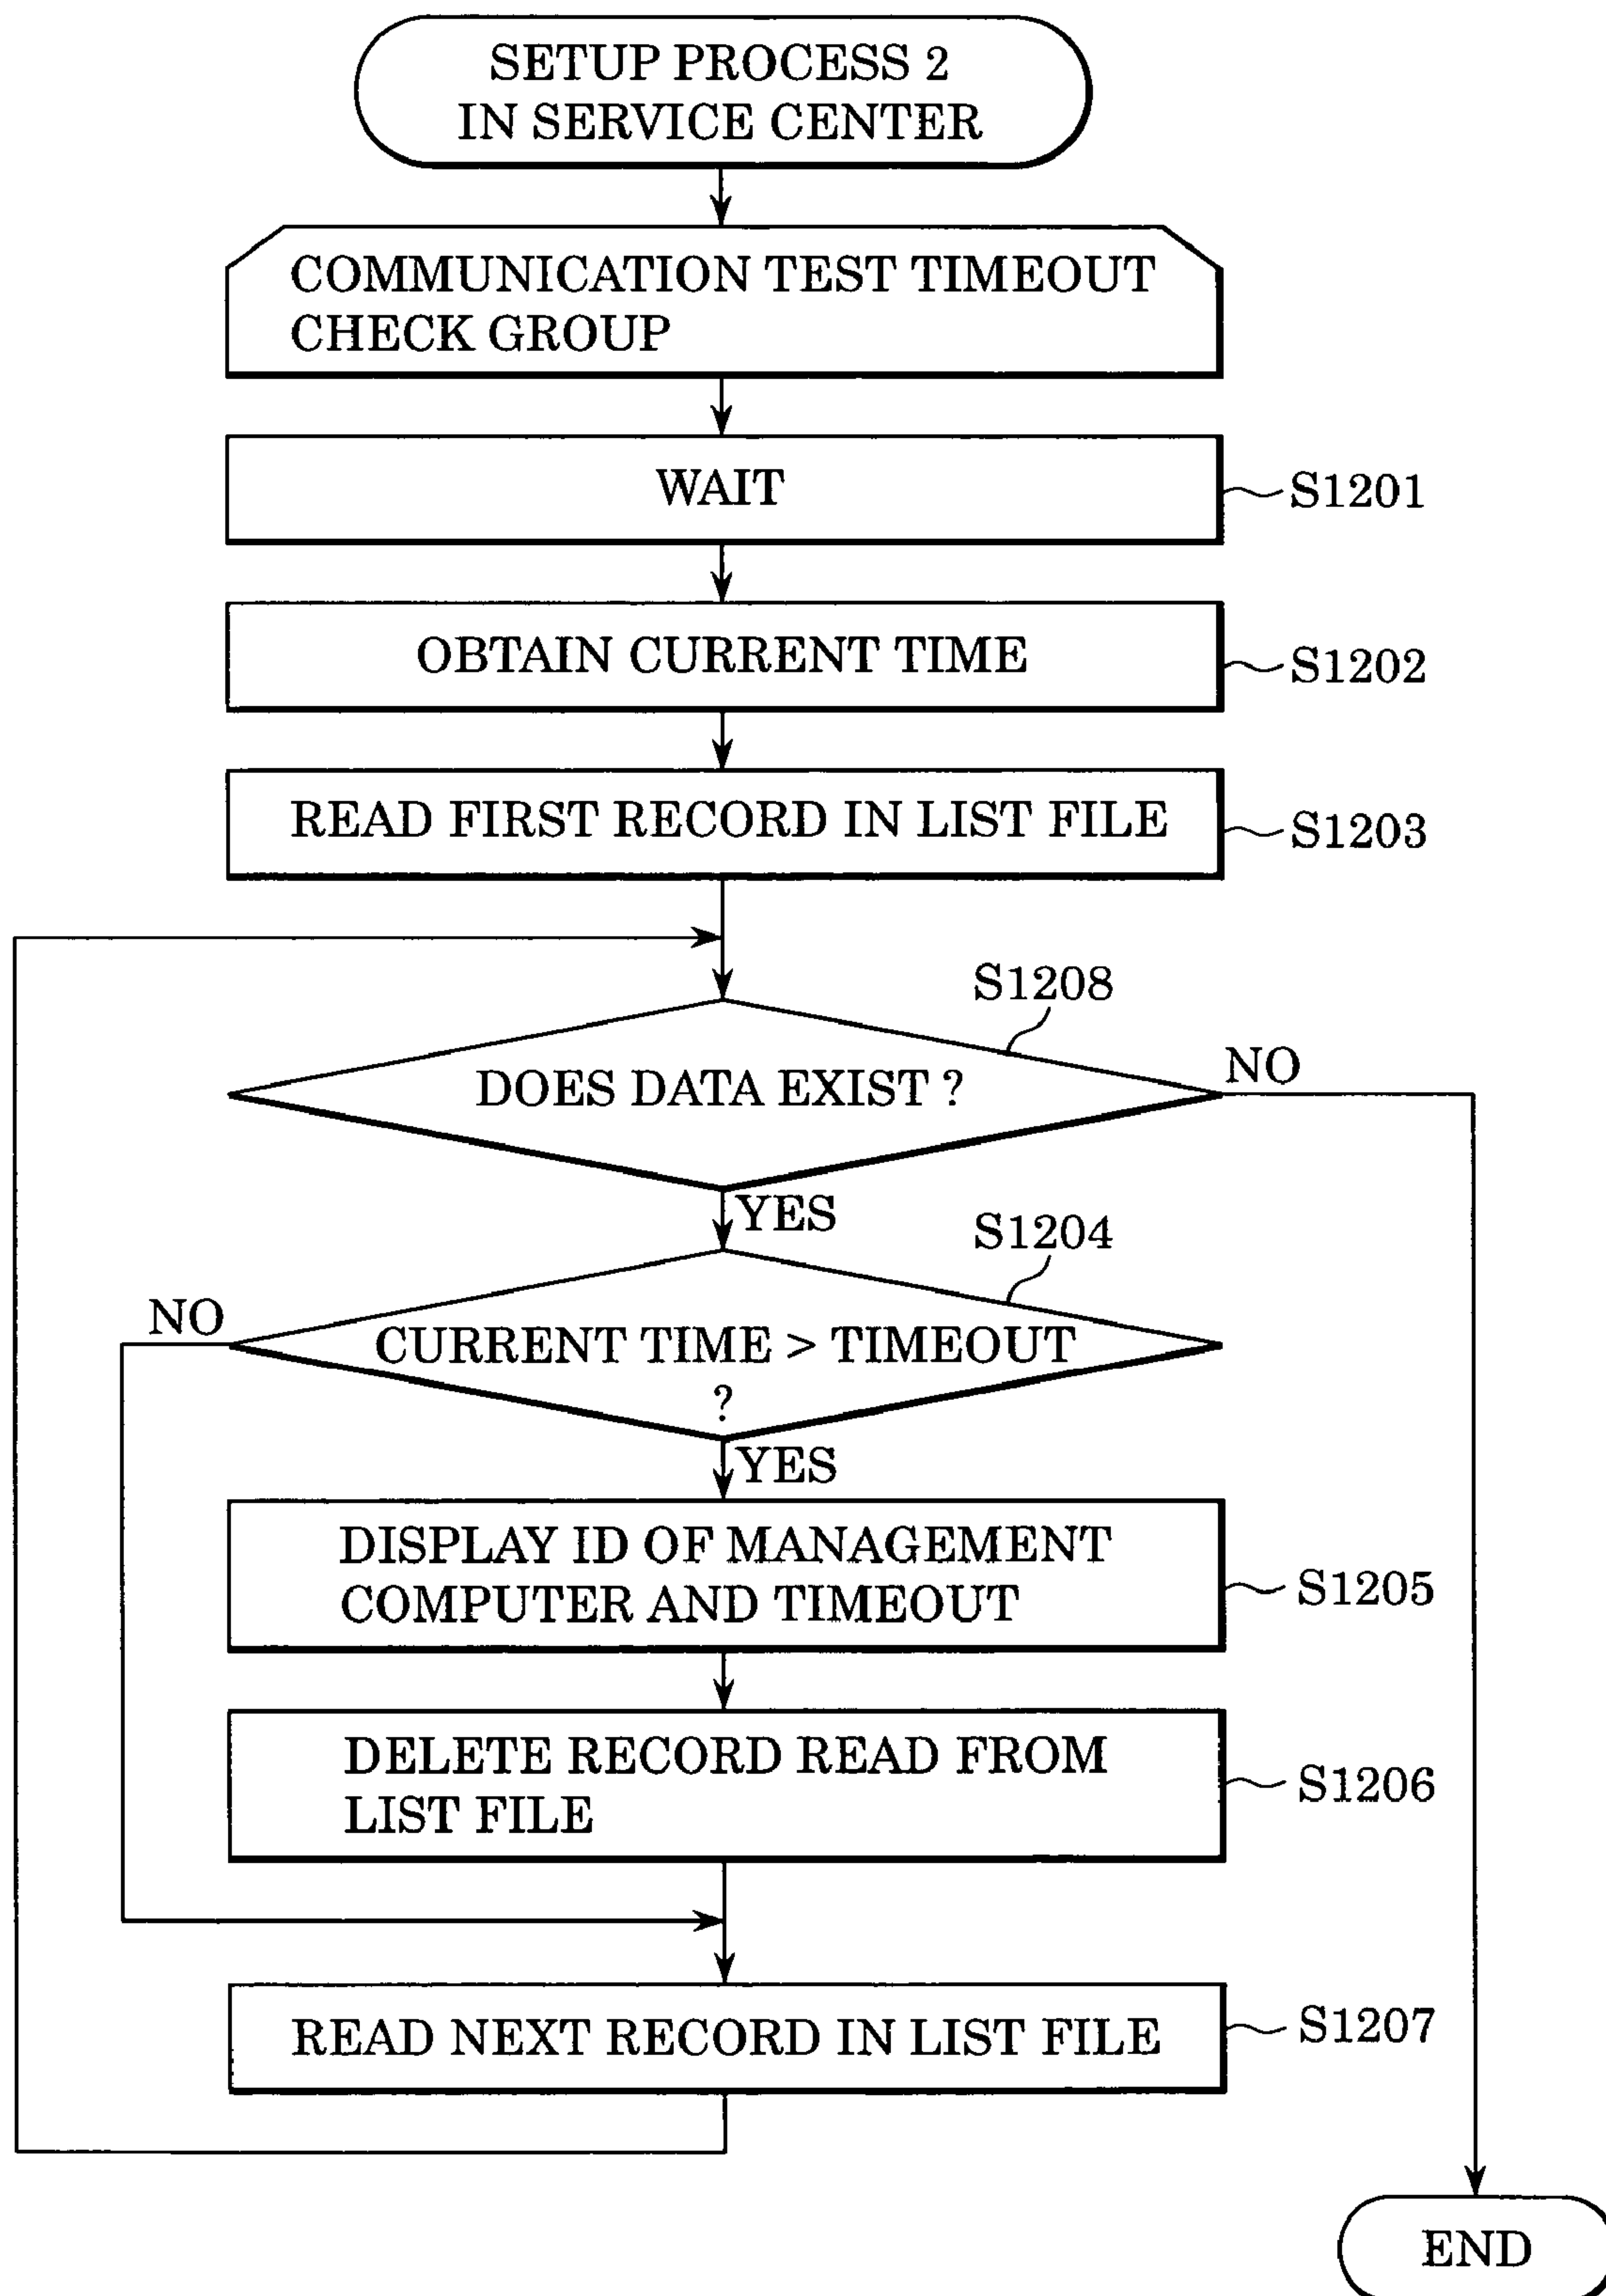 SETUP PROCESS 2
IN SERVICE CENTER
COMMUNICATION TEST TIMEOUT
CHECK GROUP
WAIT
S1201
OBTAIN CURRENT TIME
S1202
READ FIRST RECORD IN LIST FILE
S1203
S1208
DOES DATA EXIST ?
NO
YES
S1204
NO
CURRENT TIME > TIMEOUT
?
YES
DISPLAY ID OF MANAGEMENT
COMPUTER AND TIMEOUT
S1205
DELETE RECORD READ FROM
LIST FILE
S1206
READ NEXT RECORD IN LIST FILE
S1207
END